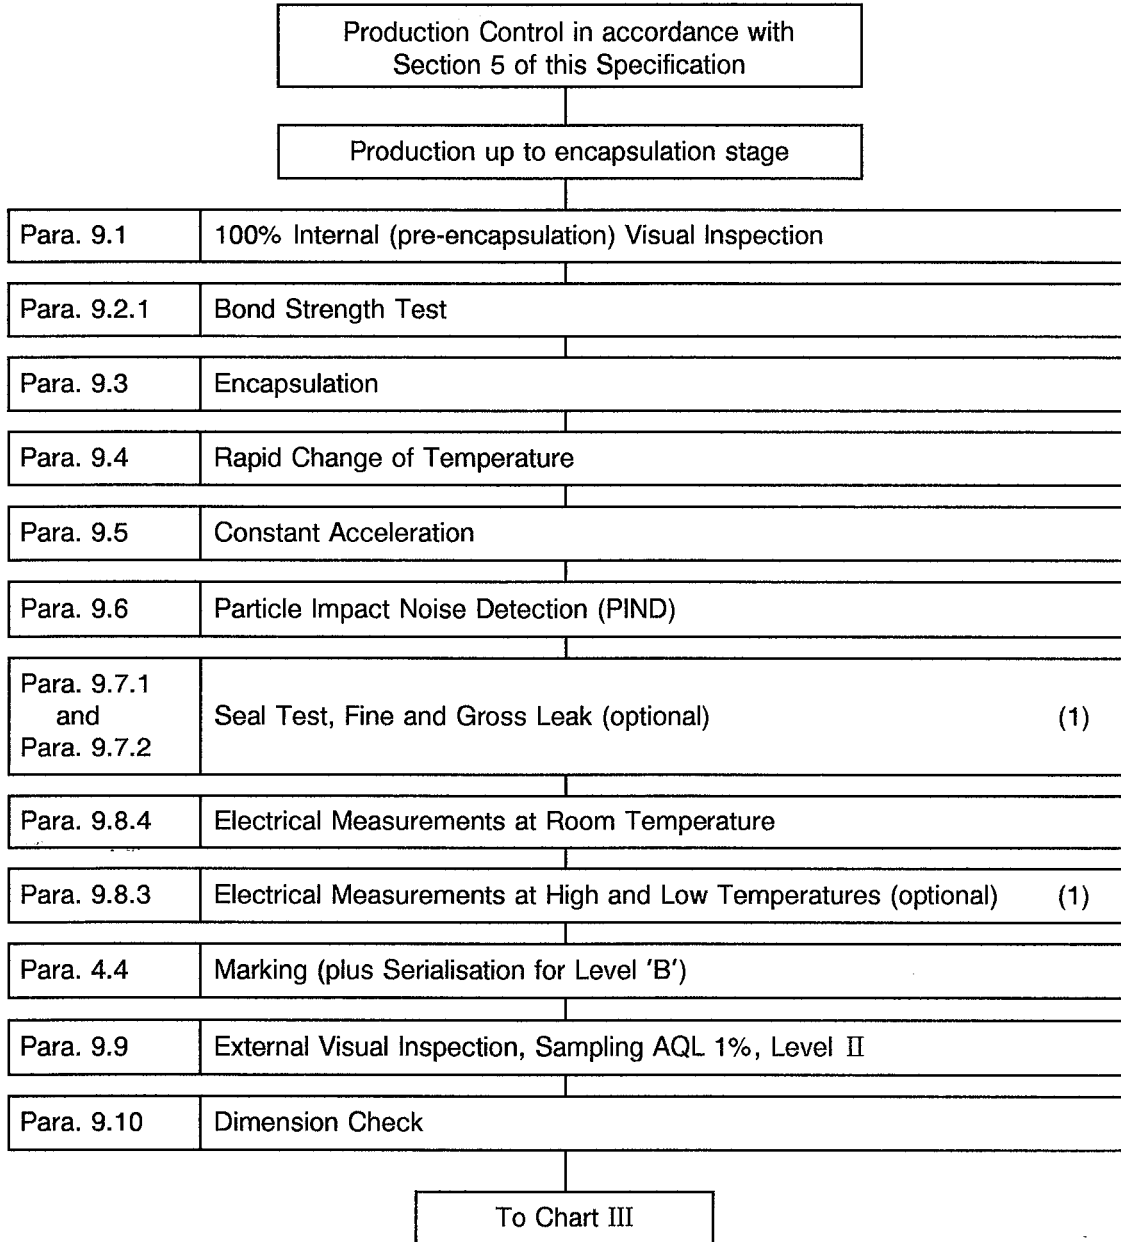 Production Control in accordance with
Section 5 of this Specification
Production up to encapsulation stage
Para. 9.1 100% Internal (pre-encapsulation) Visual Inspection
Para. 9.2.1 Bond Strength Test
Para. 9.3 Encapsulation
Para. 9.4 Rapid Change of Temperature
Para. 9.5 Constant Acceleration
Para. 9.6 Particle Impact Noise Detection (PIND)
Para. 9.7.1
and
Para. 9.7.2
Seal Test, Fine and Gross Leak (optional) (1)
Para. 9.8.4 Electrical Measurements at Room Temperature
Para. 9.8.3 Electrical Measurements at High and Low Temperatures (optional) (1)
Para. 4.4 Marking (plus Serialisation for Level 'B')
Para. 9.9 External Visual Inspection, Sampling AQL 1%, Level II
Para. 9.10 Dimension Check
To Chart III